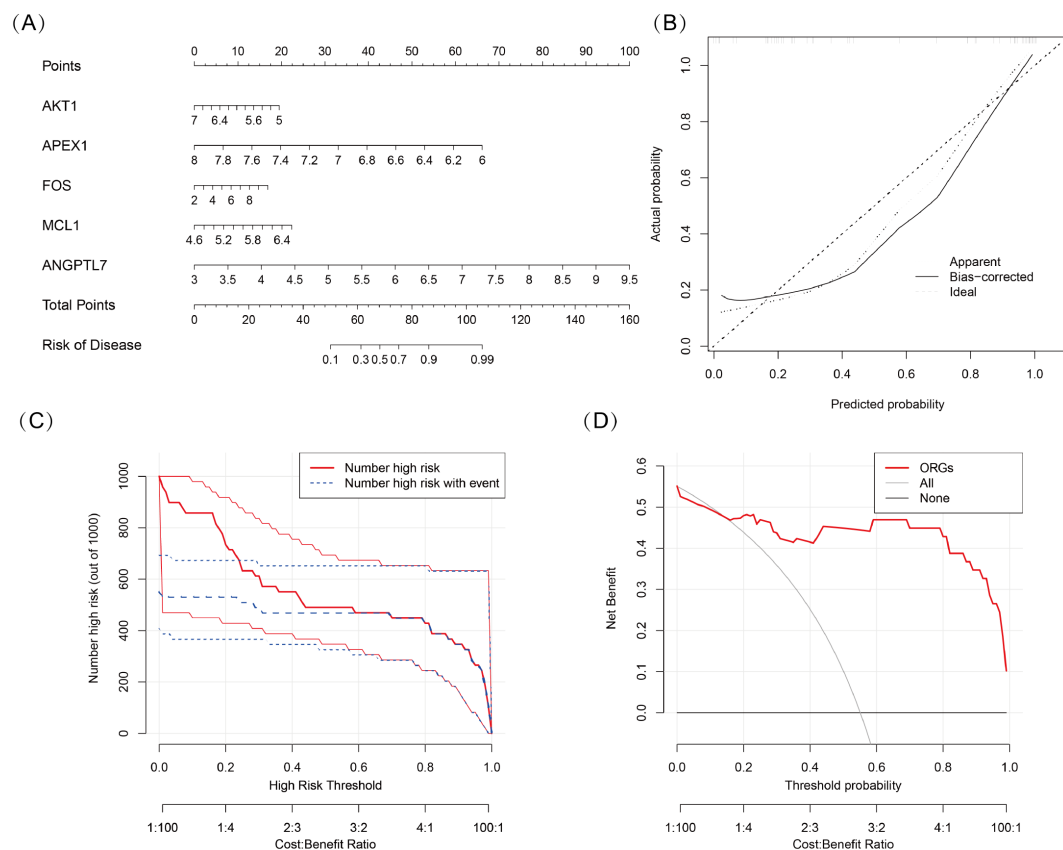 (A)
0 10 20 30 40 50 60 70 80 90 100
Points
AKT1
7 6.4 5.6 5
APEX1
8 7.8 7.6 7.4 7.2 7 6.8 6.6 6.4 6.2 6
FOS
2 4 6 8
MCL1
4.6 5.2 5.8 6.4
ANGPTL7
3 3.5 4 4.5 5 5.5 6 6.5 7 7.5 8 8.5 9 9.5
Total Points
0 20 40 60 80 100 120 140 160
Risk of Disease
0.1 0.3 0.5 0.7 0.9 0.99
(B)
Actual probability
1.0
0.8
0.6
0.4
0.2
0.0
Apparent
Bias-corrected
Ideal
0.0 0.2 0.4 0.6 0.8 1.0
Predicted probability
(C)
Number high risk (out of 1000)
1000
800
600
400
200
0
Number high risk
Number high risk with event
0.0 0.2 0.4 0.6 0.8 1.0
High Risk Threshold
1:100 1:4 2:3 3:2 4:1 100:1
Cost:Benefit Ratio
(D)
Net Benefit
0.6
0.5
0.4
0.3
0.2
0.1
0.0
ORGs
All
None
0.0 0.2 0.4 0.6 0.8 1.0
Threshold probability
1:100 1:4 2:3 3:2 4:1 100:1
Cost:Benefit Ratio